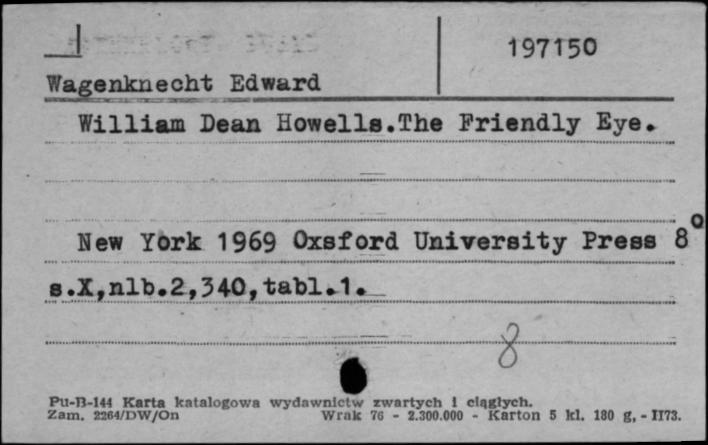 197150
Wagenknecht Edward
William Dean Howells.The Friendly Eye.
New York 1969 Oxsford University Press 8°
s.X,nlb.2,340,tabl.1.
8
Pu-B-144 Karta katalogowa wydawnictw zwartych i ciągłych.
Zam. 2264/DW/On Wrak 76 - 2.300.000 - Karton 5 kl. 180 g, - II73.